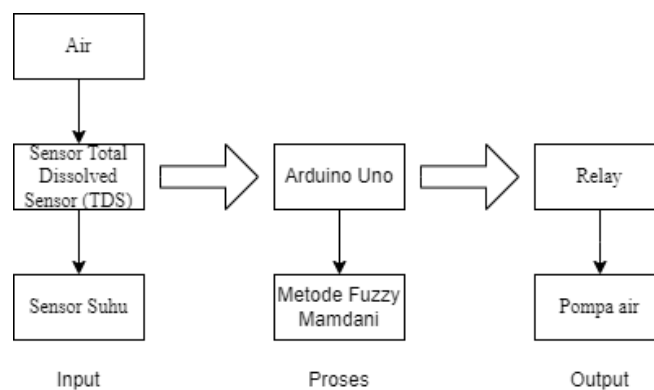 Air
Sensor Total
Dissolved
Sensor (TDS)
Arduino Uno
Relay
Sensor Suhu
Metode Fuzzy
Mamdani
Pompa air
Input
Proses
Output